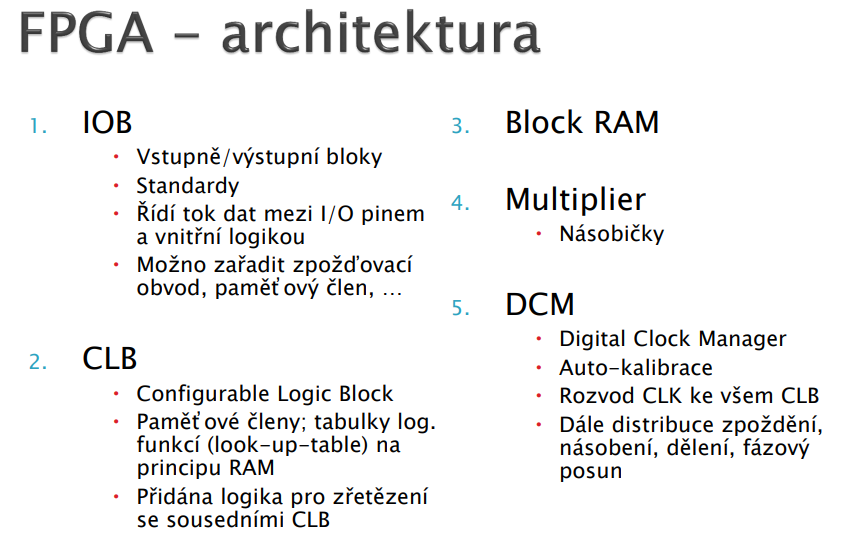 FPGA – architektura
1. IOB
• Vstupně/výstupní bloky
• Standardy
• Řídí tok dat mezi I/O pinem
a vnitřní logikou
• Možno zařadit zpožďovací
obvod, paměťový člen, …
2. CLB
• Configurable Logic Block
• Paměťové členy; tabulky log.
funkcí (look-up-table) na
principu RAM
• Přidána logika pro zřetězení
se sousedními CLB
3. Block RAM
4. Multiplier
• Násobičky
5. DCM
• Digital Clock Manager
• Auto-kalibrace
• Rozvod CLK ke všem CLB
• Dále distribuce zpoždění,
násobení, dělení, fázový
posun